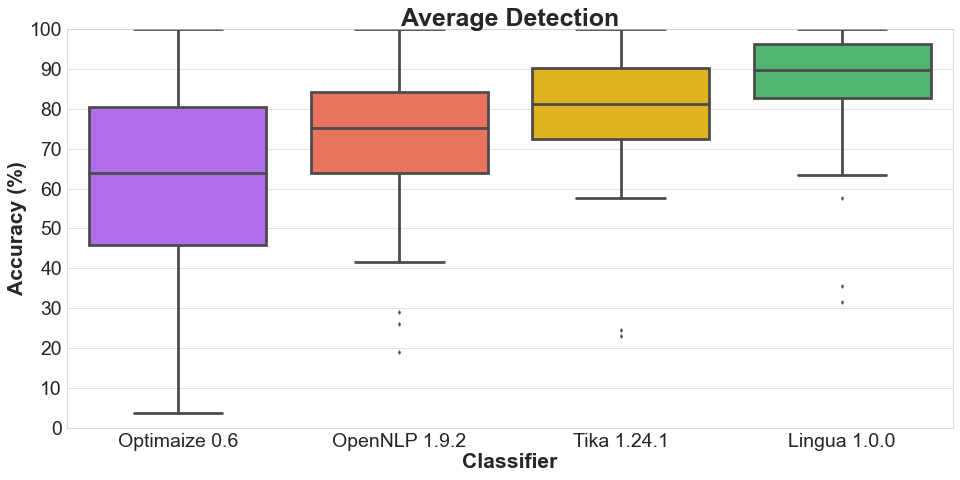 Average Detection
Accuracy (%)
100
90
80
70
60
50
40
30
20
10
0
Optimaize 0.6
OpenNLP 1.9.2
Tika 1.24.1
Lingua 1.0.0
Classifier